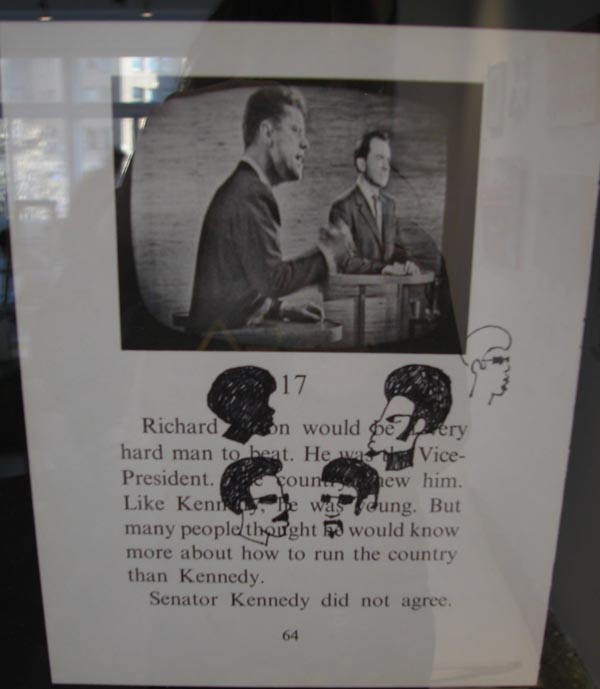 17
Richard Nixon would be a very
hard man to beat. He was the Vice-
President. The country knew him.
Like Kennedy, he was young. But
many people thought he would know
more about how to run the country
than Kennedy.
Senator Kennedy did not agree.
64